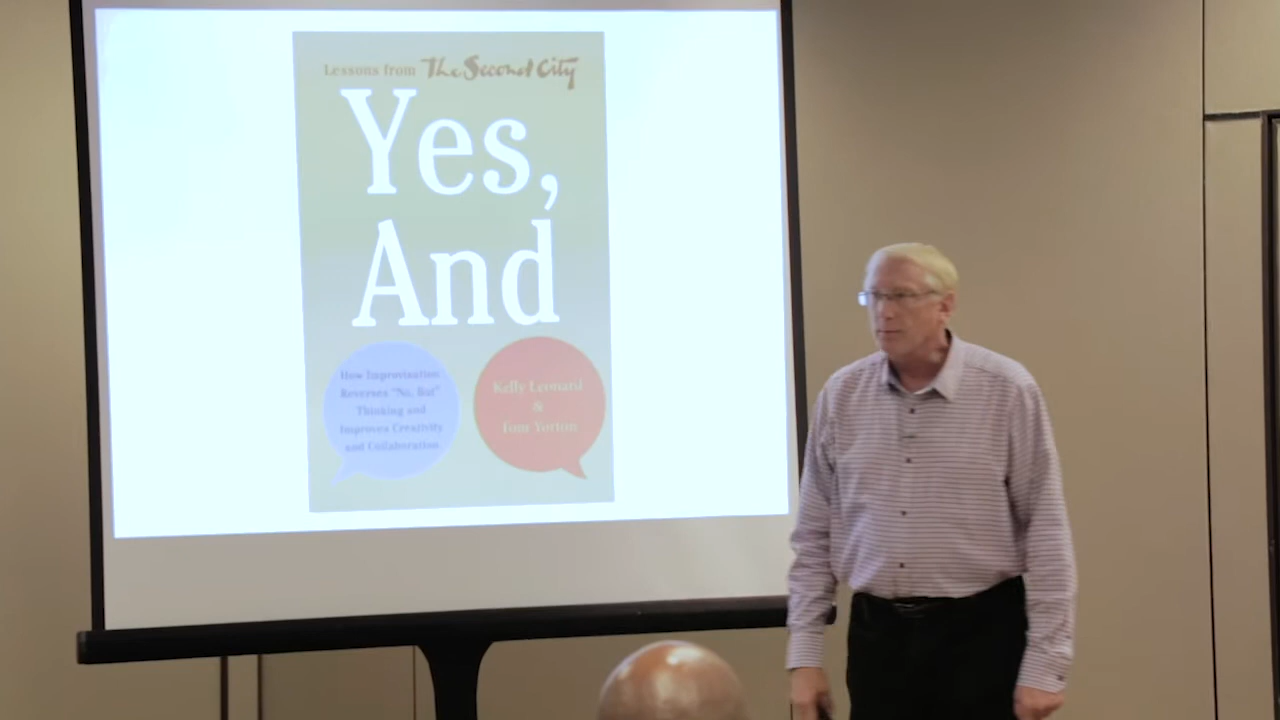 Lessons from The Second City
Yes,
And
How Improvisation
Reverses "No, But"
Thinking and
Improves Creativity
and Collaboration
Kelly Leonard
&
Tom Yorton